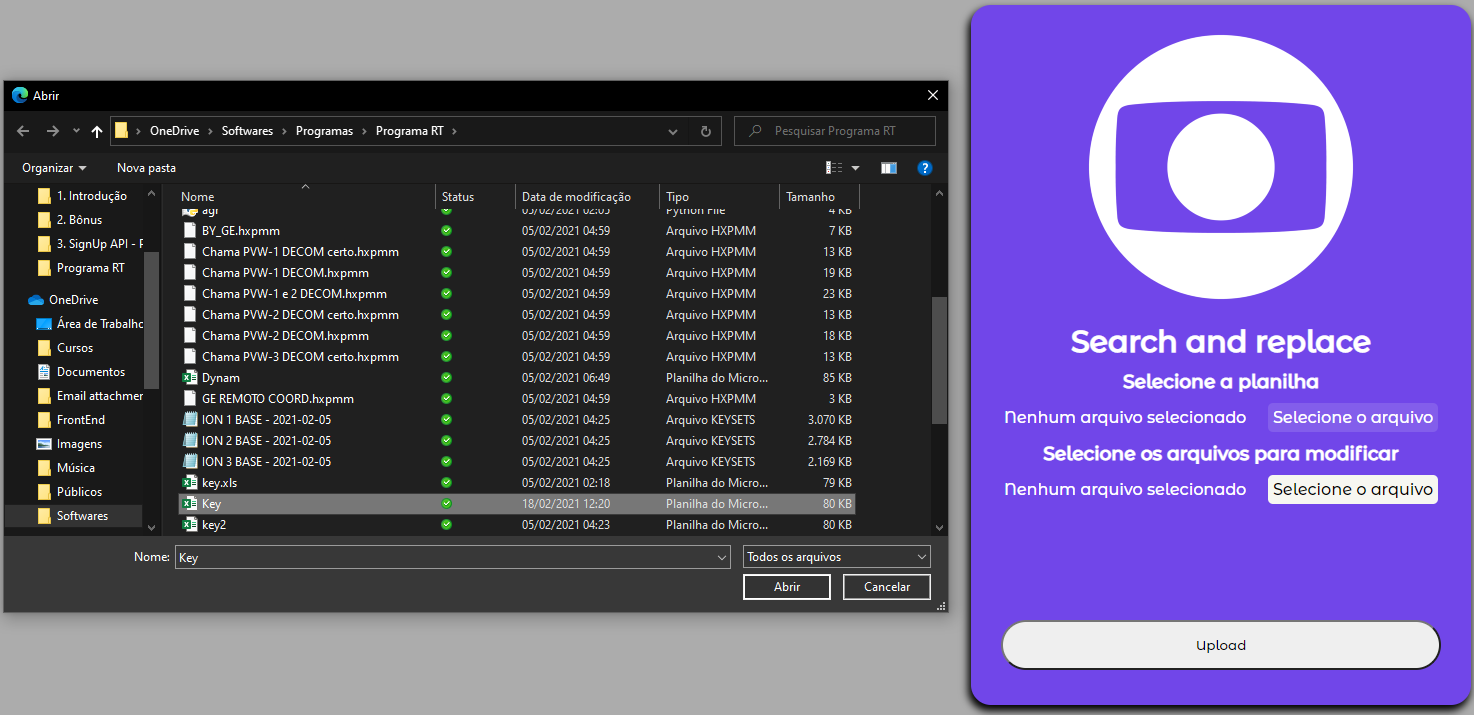 Abrir
OneDrive > Softwares > Programas > Programa RT >
Pesquisar Programa RT
Organizar
Nova pasta
?
1. Introdução
2. Bônus
3. SignUp API - F
Programa RT
OneDrive
Área de Trabalho
Cursos
Documentos
Email attachmer
FrontEnd
Imagens
Música
Públicos
Softwares
Nome Status Data de modificação Tipo Tamanho
agr 05/02/2021 02:05 Python File 4 KB
BY_GE.hxpmm 05/02/2021 04:59 Arquivo HXPMM 7 KB
Chama PVW-1 DECOM certo.hxpmm 05/02/2021 04:59 Arquivo HXPMM 13 KB
Chama PVW-1 DECOM.hxpmm 05/02/2021 04:59 Arquivo HXPMM 19 KB
Chama PVW-1 e 2 DECOM.hxpmm 05/02/2021 04:59 Arquivo HXPMM 23 KB
Chama PVW-2 DECOM certo.hxpmm 05/02/2021 04:59 Arquivo HXPMM 13 KB
Chama PVW-2 DECOM.hxpmm 05/02/2021 04:59 Arquivo HXPMM 18 KB
Chama PVW-3 DECOM certo.hxpmm 05/02/2021 04:59 Arquivo HXPMM 13 KB
Dynam 05/02/2021 06:49 Planilha do Micro... 85 KB
GE REMOTO COORD.hxpmm 05/02/2021 04:59 Arquivo HXPMM 3 KB
ION 1 BASE - 2021-02-05 05/02/2021 04:25 Arquivo KEYSETS 3.070 KB
ION 2 BASE - 2021-02-05 05/02/2021 04:25 Arquivo KEYSETS 2.784 KB
ION 3 BASE - 2021-02-05 05/02/2021 04:25 Arquivo KEYSETS 2.169 KB
key.xls 05/02/2021 02:18 Planilha do Micro... 79 KB
Key 18/02/2021 12:20 Planilha do Micro... 80 KB
key2 05/02/2021 04:23 Planilha do Micro... 80 KB
Nome: Key
Todos os arquivos
Abrir
Cancelar
Search and replace
Selecione a planilha
Nenhum arquivo selecionado Selecione o arquivo
Selecione os arquivos para modificar
Nenhum arquivo selecionado Selecione o arquivo
Upload